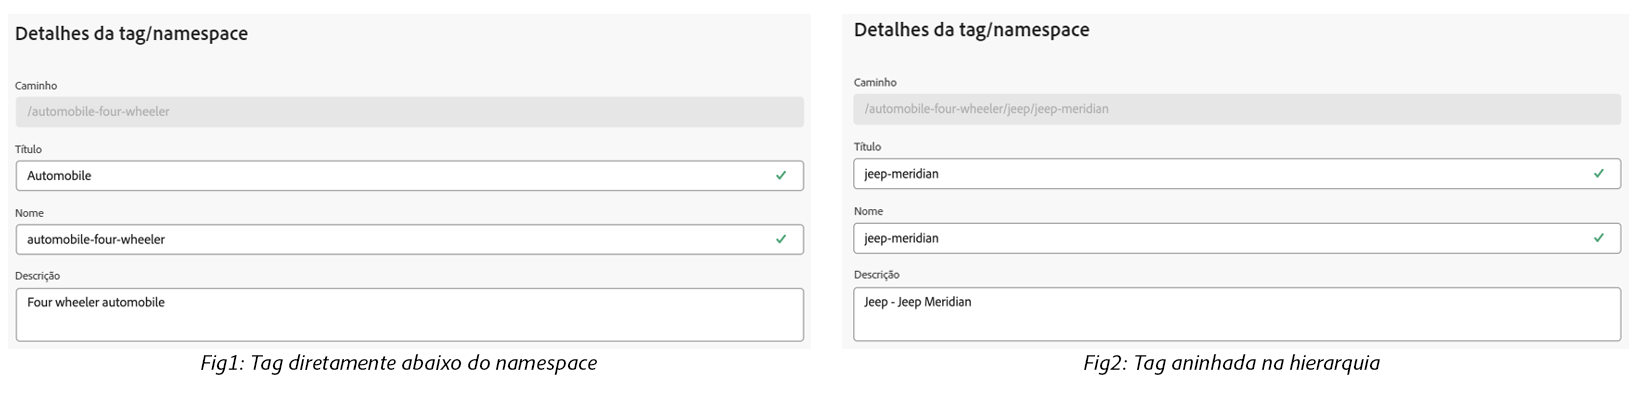 Detalhes da tag/namespace
Caminho
/automobile-four-wheeler
Título
Automobile
Nome
automobile-four-wheeler
Descrição
Four wheeler automobile
Fig1: Tag diretamente abaixo do namespace
Detalhes da tag/namespace
Caminho
/automobile-four-wheeler/jeep/jeep-meridian
Título
jeep-meridian
Nome
jeep-meridian
Descrição
Jeep - Jeep Meridian
Fig2: Tag aninhada na hierarquia